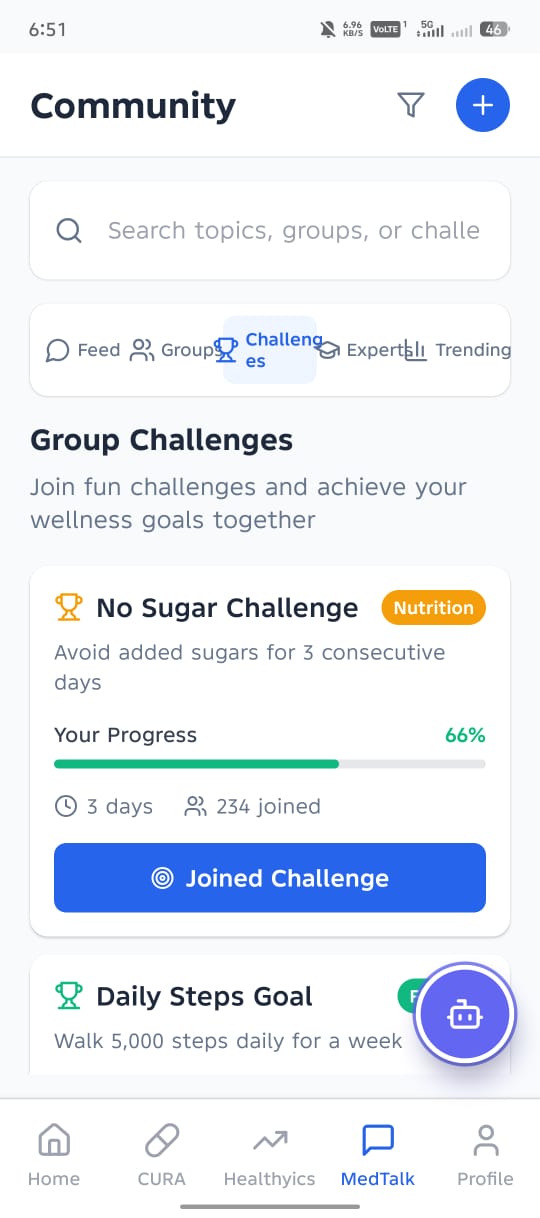 6:51
6.96 KB/S VoLTE 1 5G 46
Community
Search topics, groups, or challe
Feed Groups Challeng Experts Trending
es
Group Challenges
Join fun challenges and achieve your
wellness goals together
No Sugar Challenge Nutrition
Avoid added sugars for 3 consecutive
days
Your Progress 66%
3 days 234 joined
Joined Challenge
Daily Steps Goal
Walk 5,000 steps daily for a week
Home CURA Healthyics MedTalk Profile